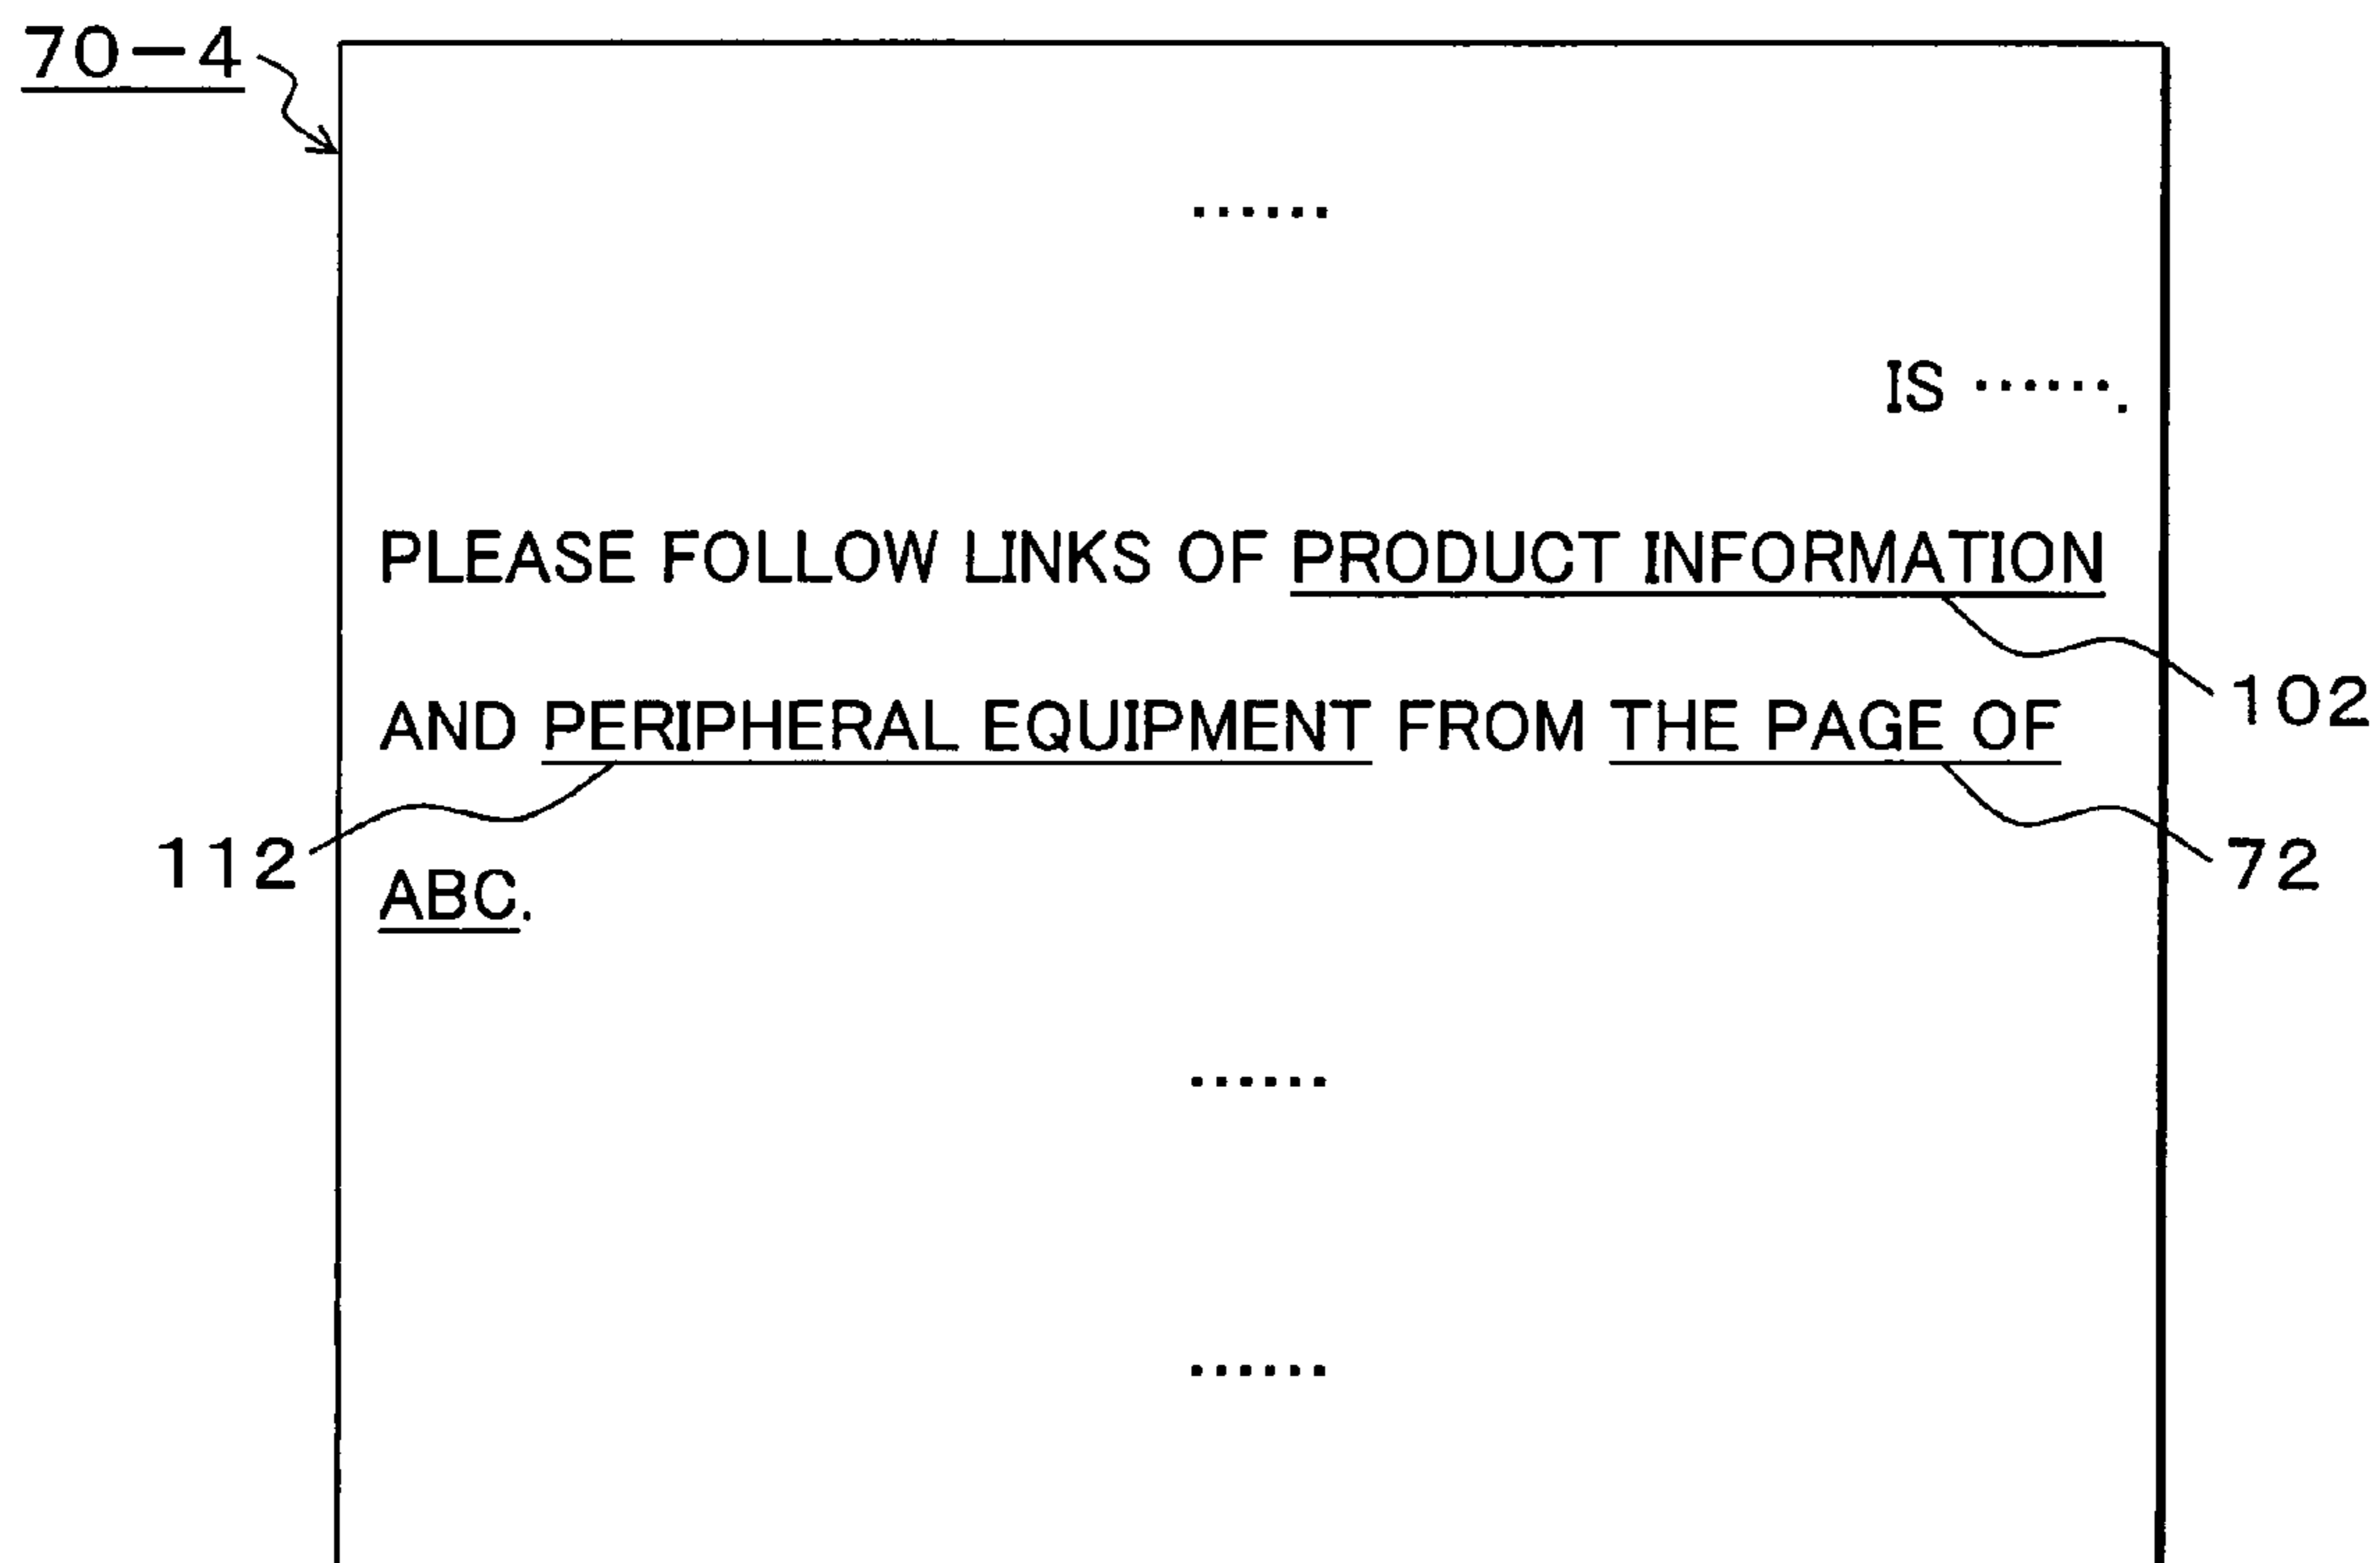 70-4
······
IS ······.
PLEASE FOLLOW LINKS OF PRODUCT INFORMATION
102
AND PERIPHERAL EQUIPMENT FROM THE PAGE OF
112
72
ABC.
······
······